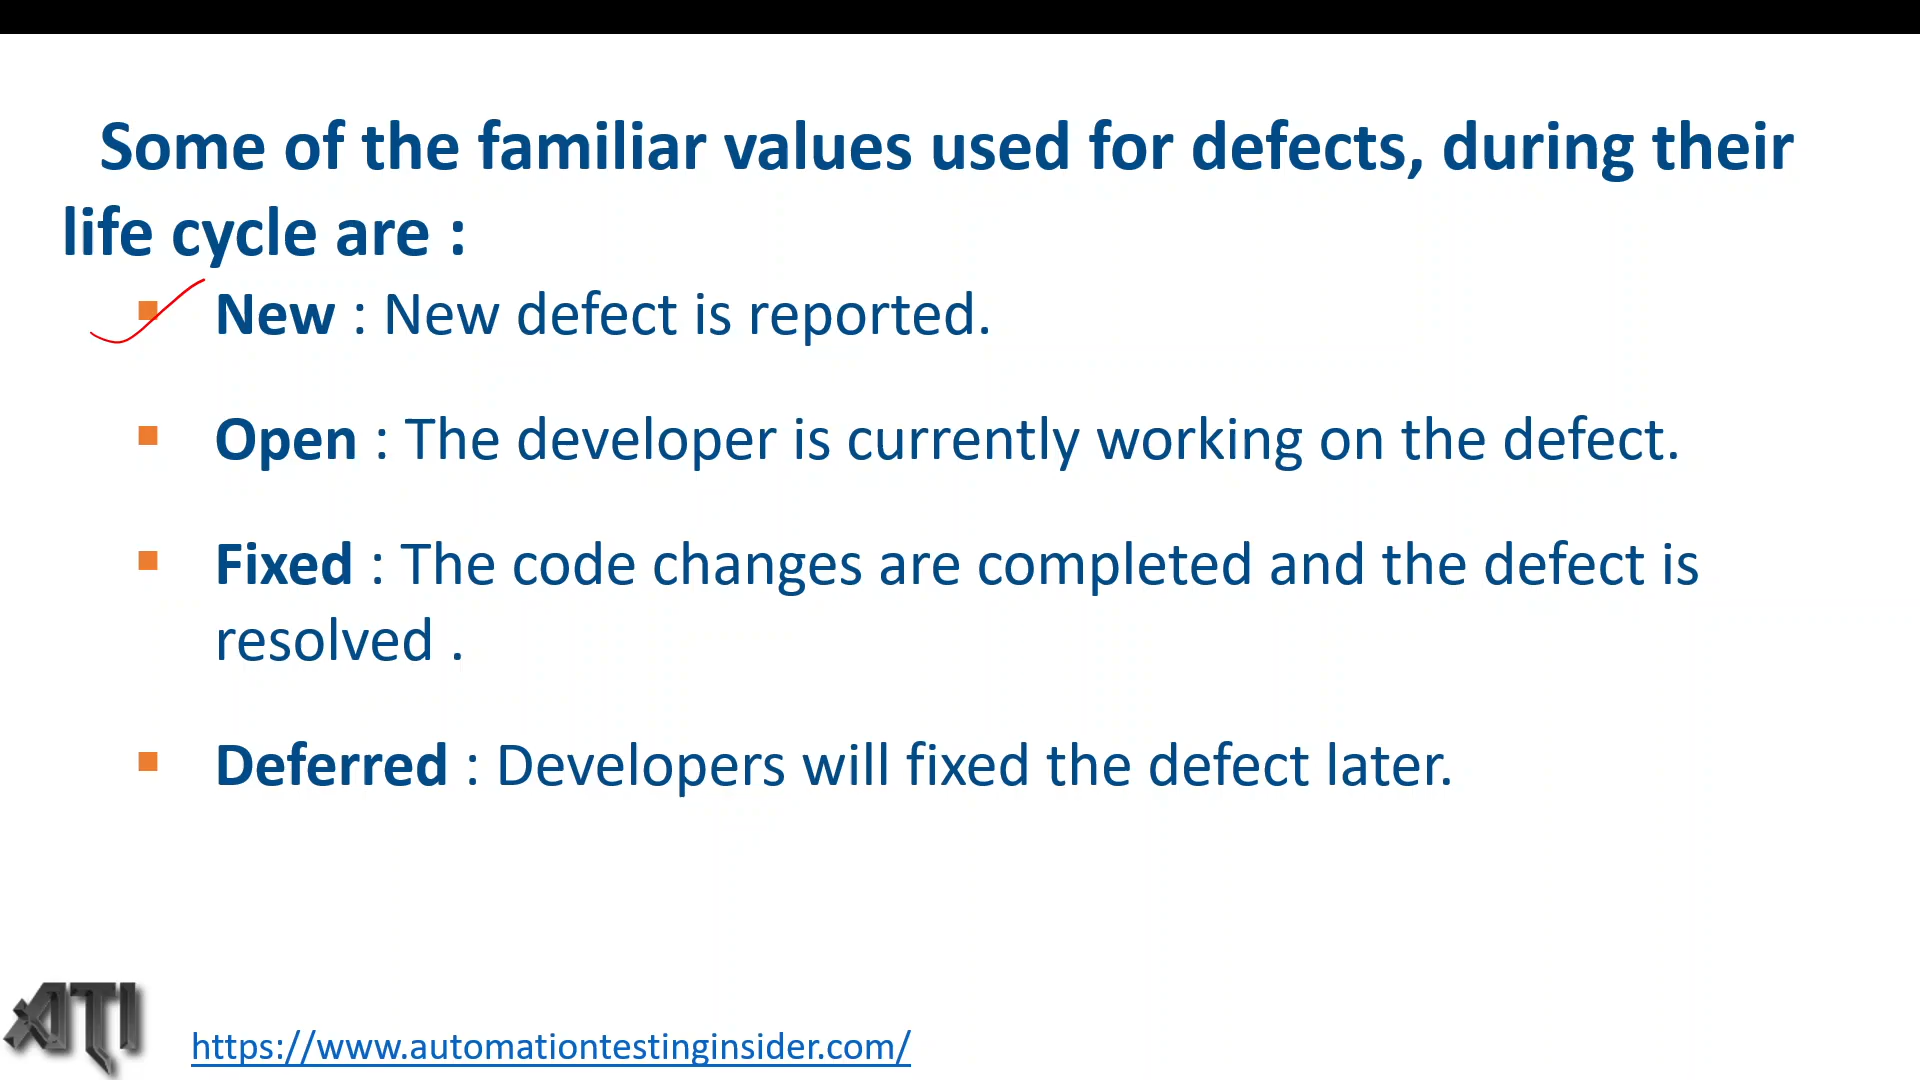 Some of the familiar values used for defects, during their
life cycle are :
New : New defect is reported.
Open : The developer is currently working on the defect.
Fixed : The code changes are completed and the defect is
resolved .
Deferred : Developers will fixed the defect later.
ATI
https://www.automationtestinginsider.com/